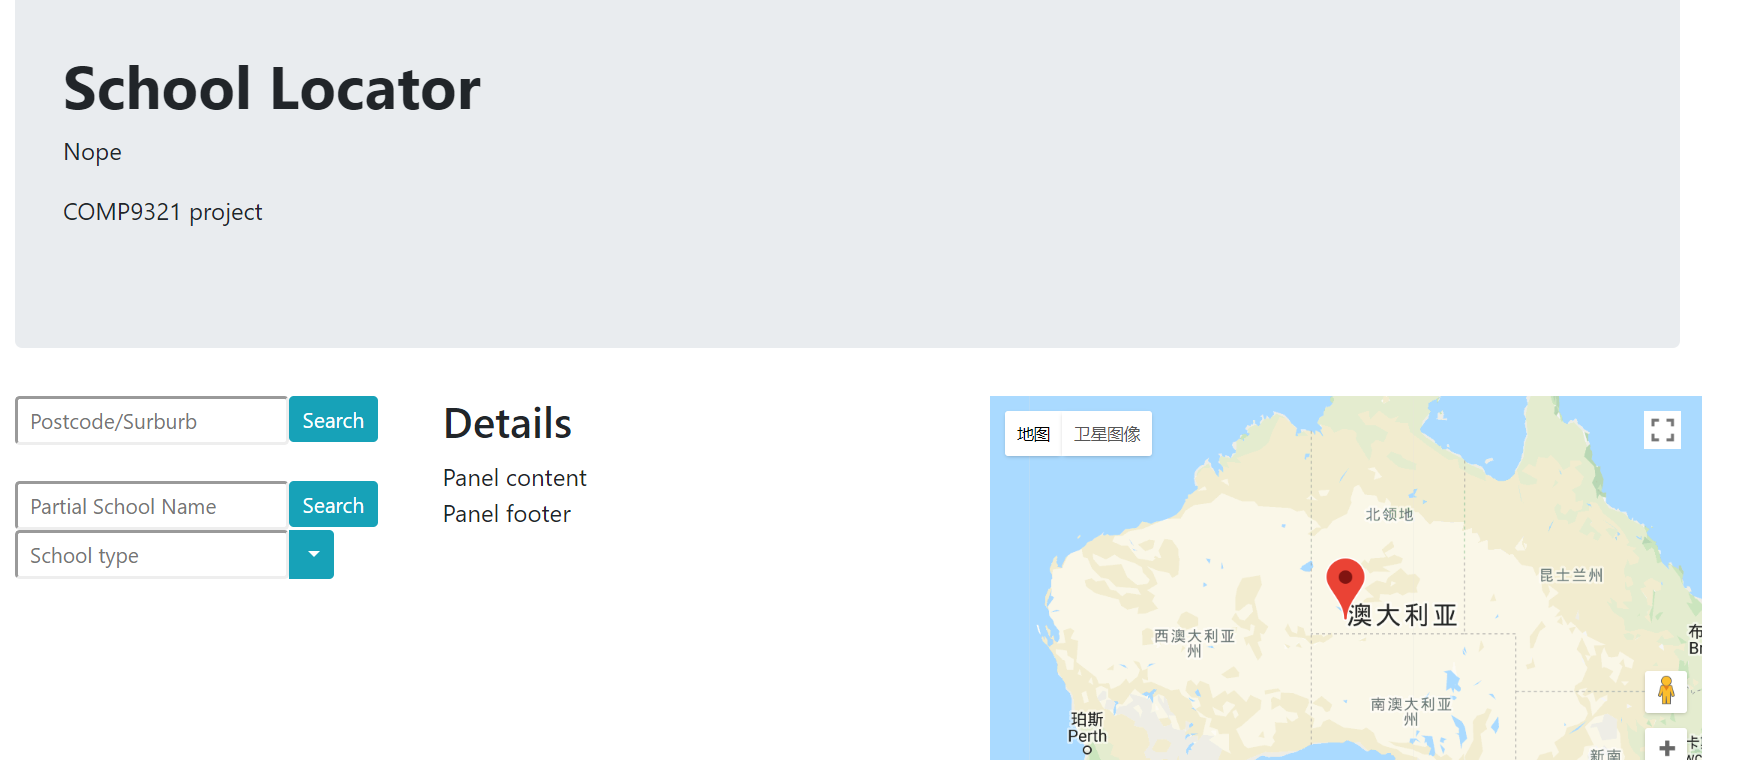 School Locator
Nope
COMP9321 project
Postcode/Surburb
Search
Partial School Name
Search
School type
Details
Panel content
Panel footer
地图
卫星图像
北领地
昆士兰州
澳大利亚
西澳大利亚
州
布
Br
南澳大利亚
州
珀斯
Perth
新南
卡